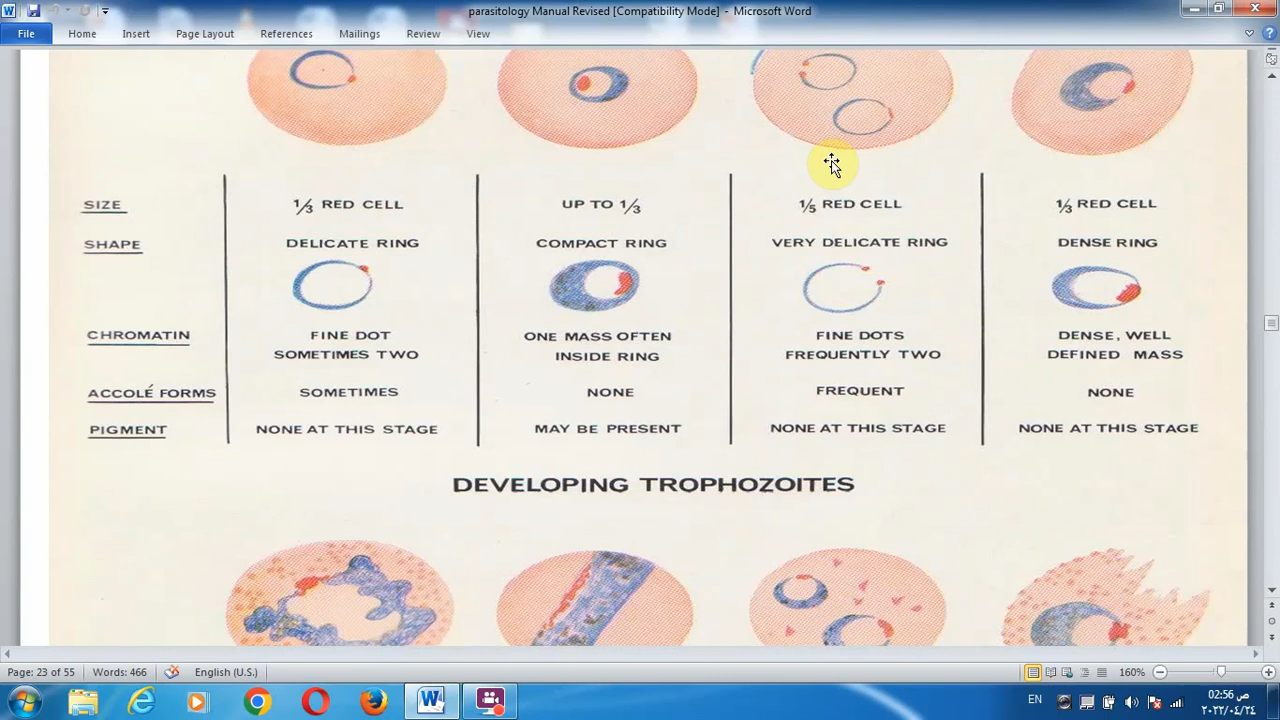 parasitology Manual Revised [Compatibility Mode] - Microsoft Word
File Home Insert Page Layout References Mailings Review View
SIZE 1/3 RED CELL UP TO 1/3 1/5 RED CELL 1/3 RED CELL
SHAPE DELICATE RING COMPACT RING VERY DELICATE RING DENSE RING
CHROMATIN FINE DOT ONE MASS OFTEN FINE DOTS DENSE, WELL
SOMETIMES TWO INSIDE RING FREQUENTLY TWO DEFINED MASS
ACCOLÉ FORMS SOMETIMES NONE FREQUENT NONE
PIGMENT NONE AT THIS STAGE MAY BE PRESENT NONE AT THIS STAGE NONE AT THIS STAGE
DEVELOPING TROPHOZOITES
Page: 23 of 55 Words: 466 English (U.S.) 160%
EN 02:56 ص
٢٠٢٢/٠٤/٢٤